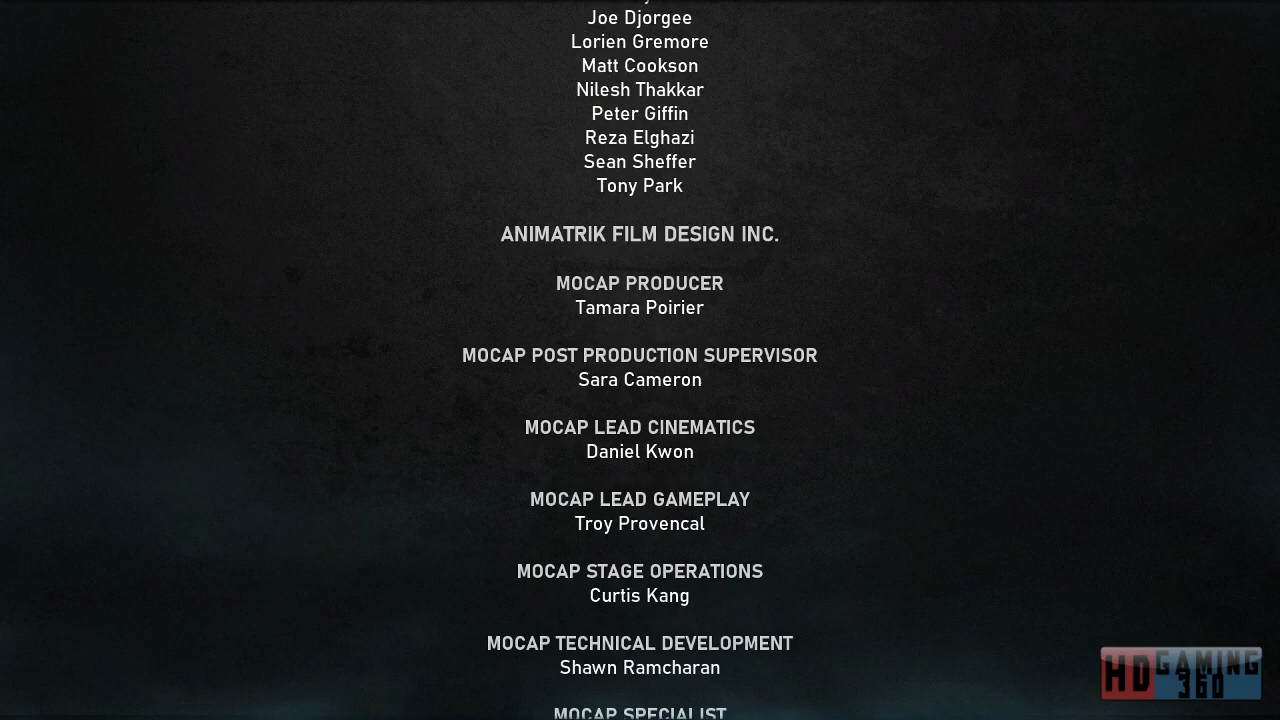 Joe Djorgee
Lorien Gremore
Matt Cookson
Nilesh Thakkar
Peter Giffin
Reza Elghazi
Sean Sheffer
Tony Park
ANIMATRIK FILM DESIGN INC.
MOCAP PRODUCER
Tamara Poirier
MOCAP POST PRODUCTION SUPERVISOR
Sara Cameron
MOCAP LEAD CINEMATICS
Daniel Kwon
MOCAP LEAD GAMEPLAY
Troy Provencal
MOCAP STAGE OPERATIONS
Curtis Kang
MOCAP TECHNICAL DEVELOPMENT
Shawn Ramcharan
MOCAP SPECIALIST
HD GAMING
360